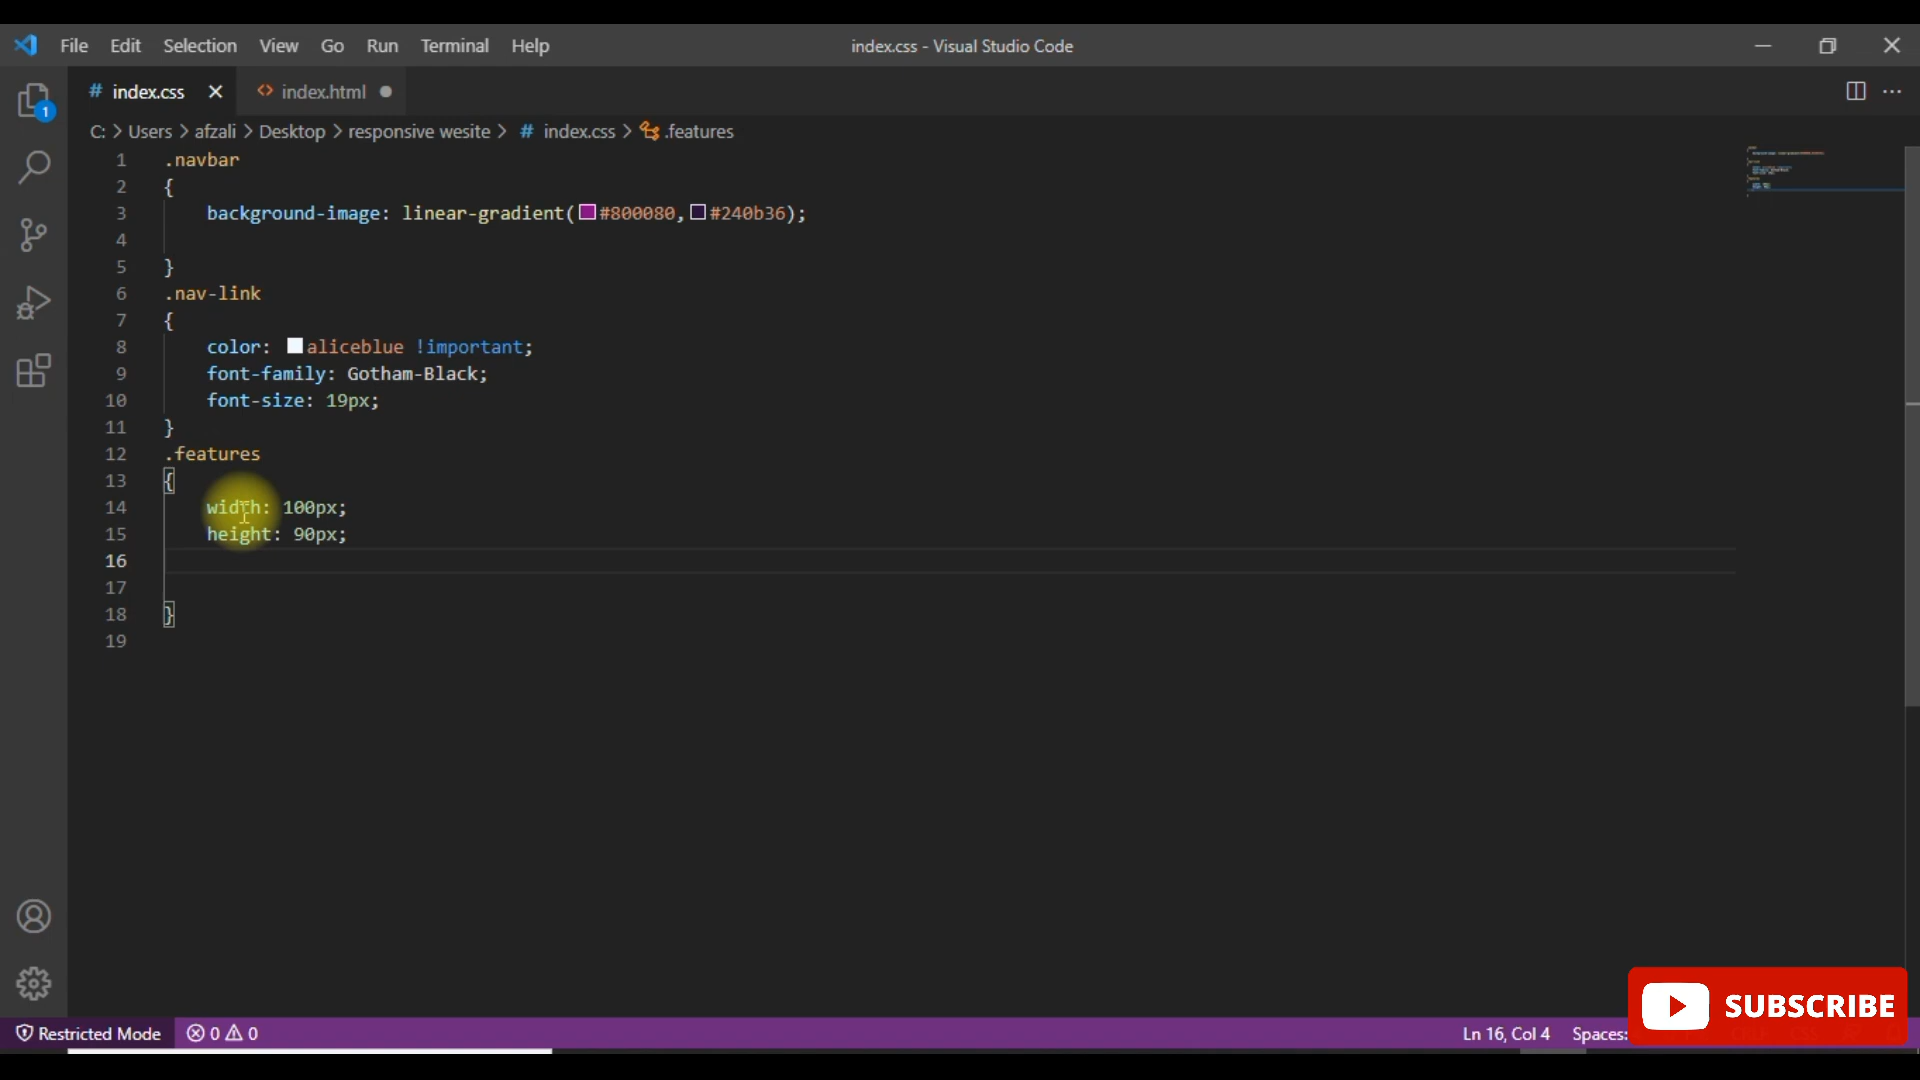 File Edit Selection View Go Run Terminal Help index.css - Visual Studio Code
# index.css × <> index.html ●
1
C: > Users > afzali > Desktop > responsive wesite > # index.css > .features
1 .navbar
2 {
3 background-image: linear-gradient(#800080,#240b36);
4
5 }
6 .nav-link
7 {
8 color: aliceblue !important;
9 font-family: Gotham-Black;
10 font-size: 19px;
11 }
12 .features
13 {
14 width: 100px;
15 height: 90px;
16
17
18 }
19
SUBSCRIBE
Restricted Mode 0 0 Ln 16, Col 4 Spaces: